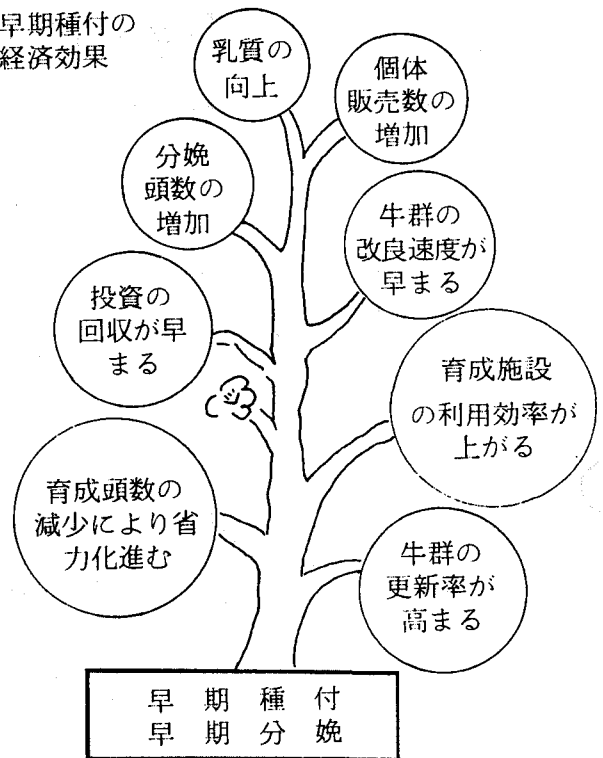 早期種付の
経済効果
乳質の
向上
個体
販売数の
増加
分娩
頭数の
増加
牛群の
改良速度が
早まる
投資の
回収が早
まる
育成施設
の利用効率が
上がる
育成頭数の
減少により省
力化進む
牛群の
更新率が
高まる
早期種付
早期分娩